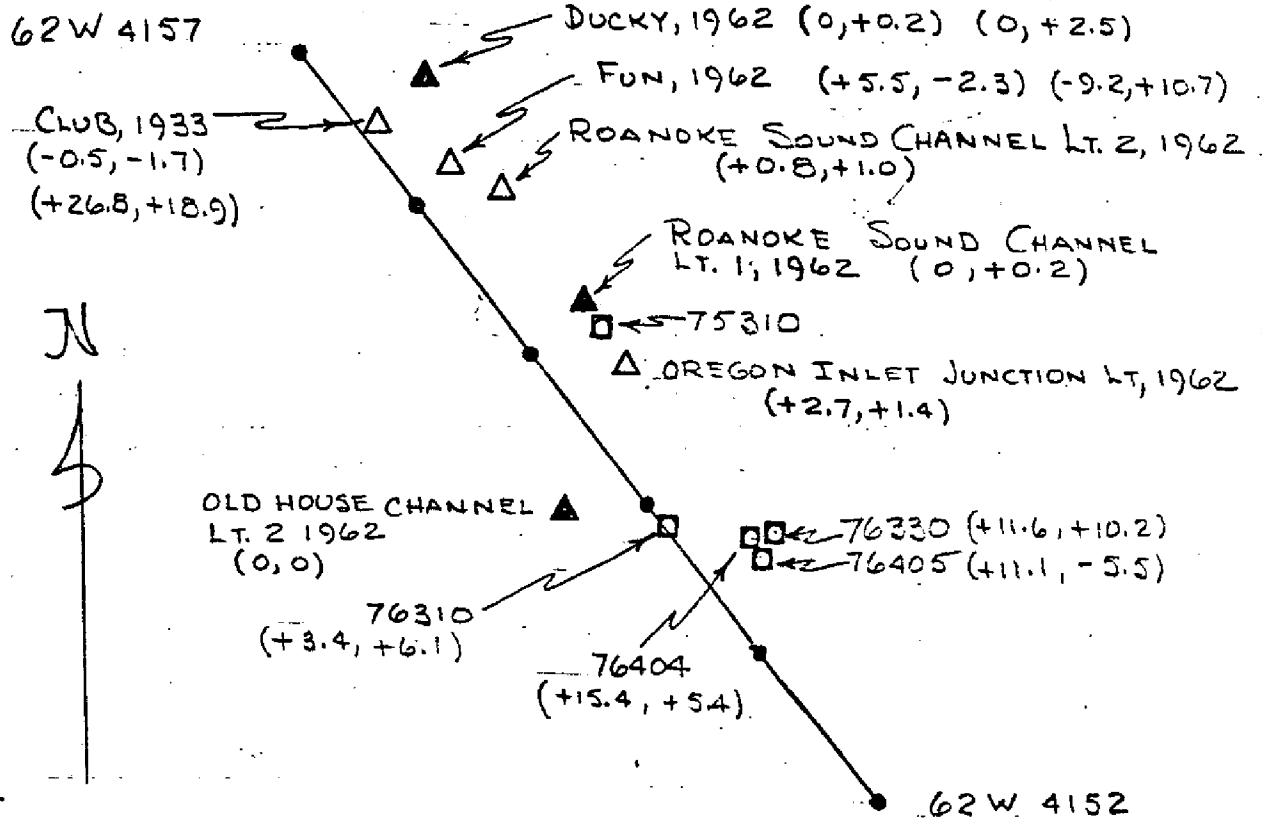 62W 4157
DUCKY, 1962 (0,+0.2) (0,+2.5)
FUN, 1962 (+5.5,-2.3) (-9.2,+10.7)
CLUB, 1933
(-0.5,-1.7)
(+26.8,+18.9)
ROANOKE SOUND CHANNEL LT. 2, 1962
(+0.8,+1.0)
ROANOKE SOUND CHANNEL
LT. 1, 1962 (0,+0.2)
N
75310
OREGON INLET JUNCTION LT, 1962
(+2.7,+1.4)
OLD HOUSE CHANNEL
LT. 2 1962
(0,0)
76330 (+11.6,+10.2)
76405 (+11.1,-5.5)
76310
(+3.4,+6.1)
76404
(+15.4,+5.4)
62W 4152